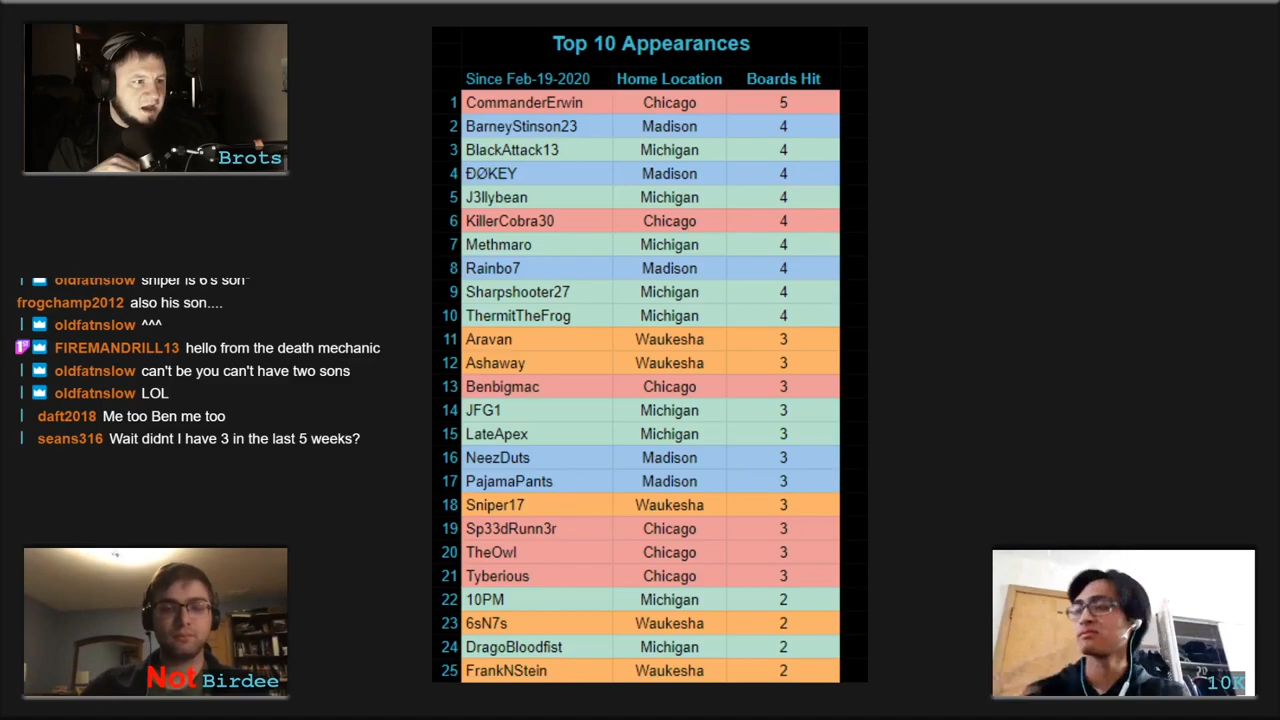 Brots
oldfatnslow sniper is 6's son*
frogchamp2012 also his son....
oldfatnslow ^^^
FIREMANDRILL13 hello from the death mechanic
oldfatnslow can't be you can't have two sons
oldfatnslow LOL
daft2018 Me too Ben me too
seans316 Wait didnt I have 3 in the last 5 weeks?
Not Birdee
Top 10 Appearances
Since Feb-19-2020 Home Location Boards Hit
1 CommanderErwin Chicago 5
2 BarneyStinson23 Madison 4
3 BlackAttack13 Michigan 4
4 ĐØKEY Madison 4
5 J3llybean Michigan 4
6 KillerCobra30 Chicago 4
7 Methmaro Michigan 4
8 Rainbo7 Madison 4
9 Sharpshooter27 Michigan 4
10 ThermitTheFrog Michigan 4
11 Aravan Waukesha 3
12 Ashaway Waukesha 3
13 Benbigmac Chicago 3
14 JFG1 Michigan 3
15 LateApex Michigan 3
16 NeezDuts Madison 3
17 PajamaPants Madison 3
18 Sniper17 Waukesha 3
19 Sp33dRunn3r Chicago 3
20 TheOwl Chicago 3
21 Tyberious Chicago 3
22 10PM Michigan 2
23 6sN7s Waukesha 2
24 DragoBloodfist Michigan 2
25 FrankNStein Waukesha 2
10K